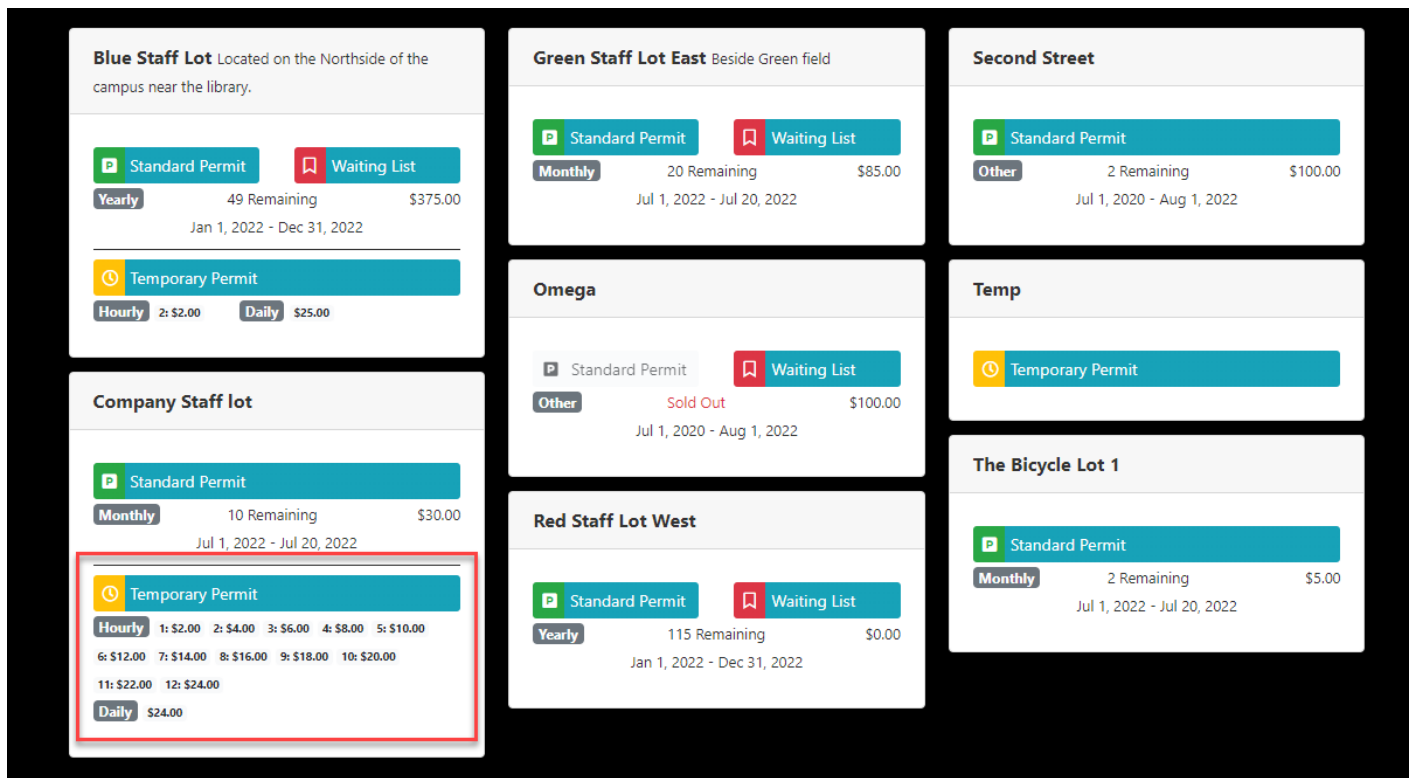 Blue Staff Lot Located on the Northside of the
campus near the library.
Standard Permit Waiting List
Yearly 49 Remaining $375.00
Jan 1, 2022 - Dec 31, 2022
Temporary Permit
Hourly 2: $2.00 Daily $25.00
Company Staff lot
Standard Permit
Monthly 10 Remaining $30.00
Jul 1, 2022 - Jul 20, 2022
Temporary Permit
Hourly 1: $2.00 2: $4.00 3: $6.00 4: $8.00 5: $10.00
6: $12.00 7: $14.00 8: $16.00 9: $18.00 10: $20.00
11: $22.00 12: $24.00
Daily $24.00
Green Staff Lot East Beside Green field
Standard Permit Waiting List
Monthly 20 Remaining $85.00
Jul 1, 2022 - Jul 20, 2022
Omega
Standard Permit Waiting List
Other Sold Out $100.00
Jul 1, 2020 - Aug 1, 2022
Red Staff Lot West
Standard Permit Waiting List
Yearly 115 Remaining $0.00
Jan 1, 2022 - Dec 31, 2022
Second Street
Standard Permit
Other 2 Remaining $100.00
Jul 1, 2020 - Aug 1, 2022
Temp
Temporary Permit
The Bicycle Lot 1
Standard Permit
Monthly 2 Remaining $5.00
Jul 1, 2022 - Jul 20, 2022